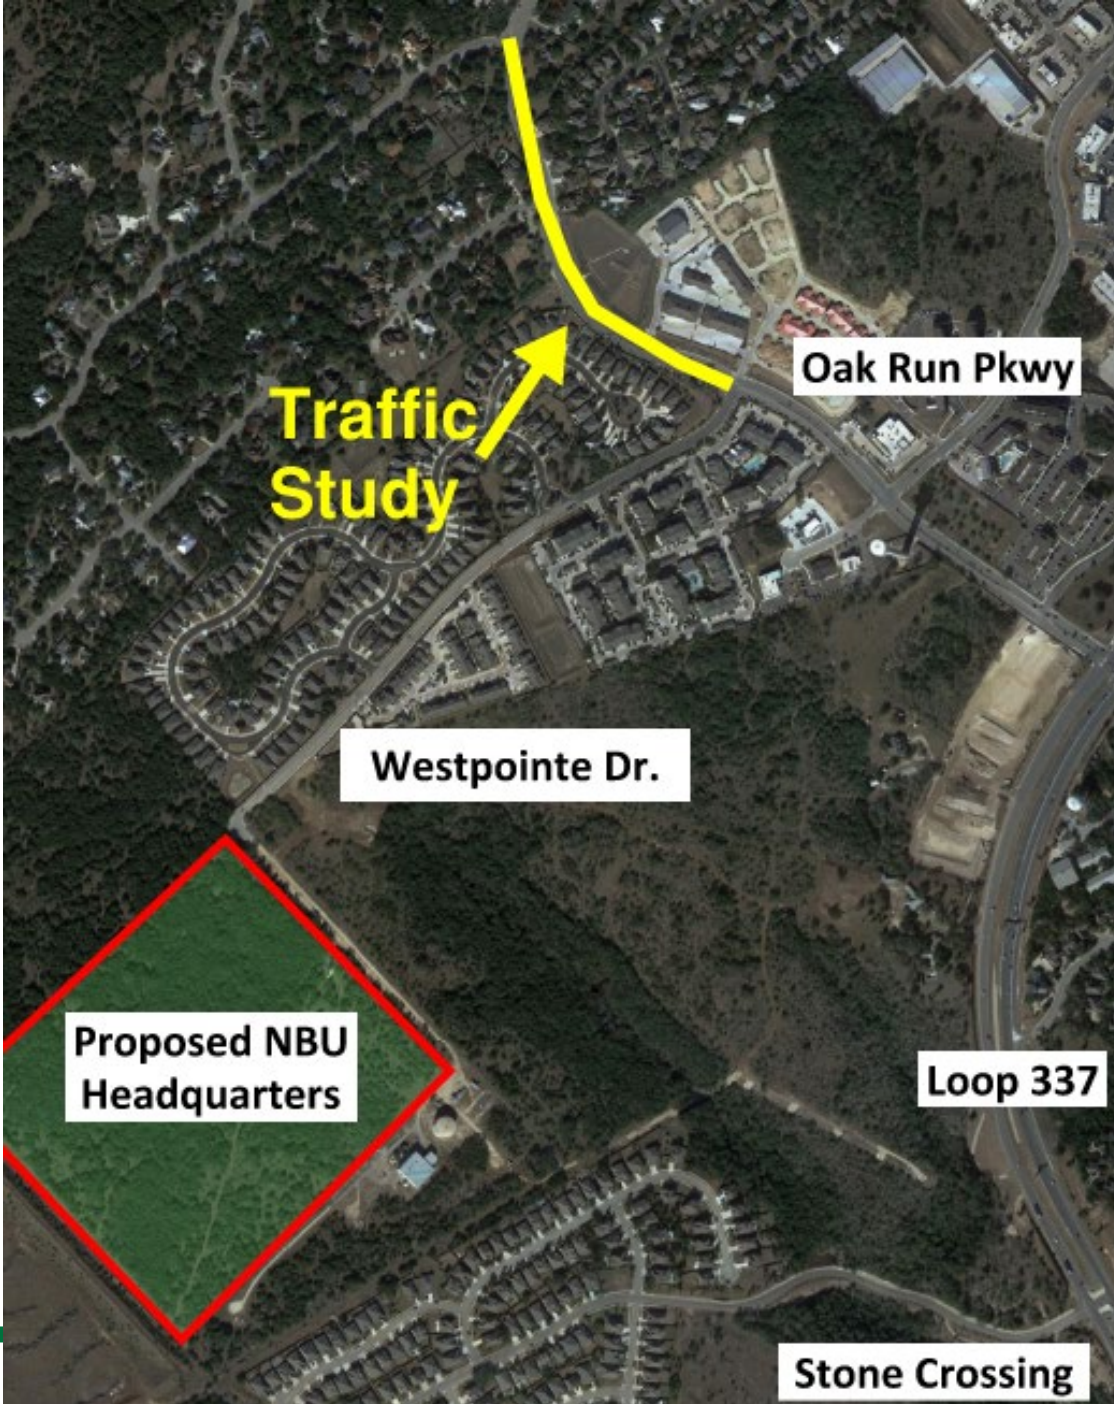 Oak Run Pkwy
Traffic
Study
Westpointe Dr.
Proposed NBU
Headquarters
Loop 337
Stone Crossing